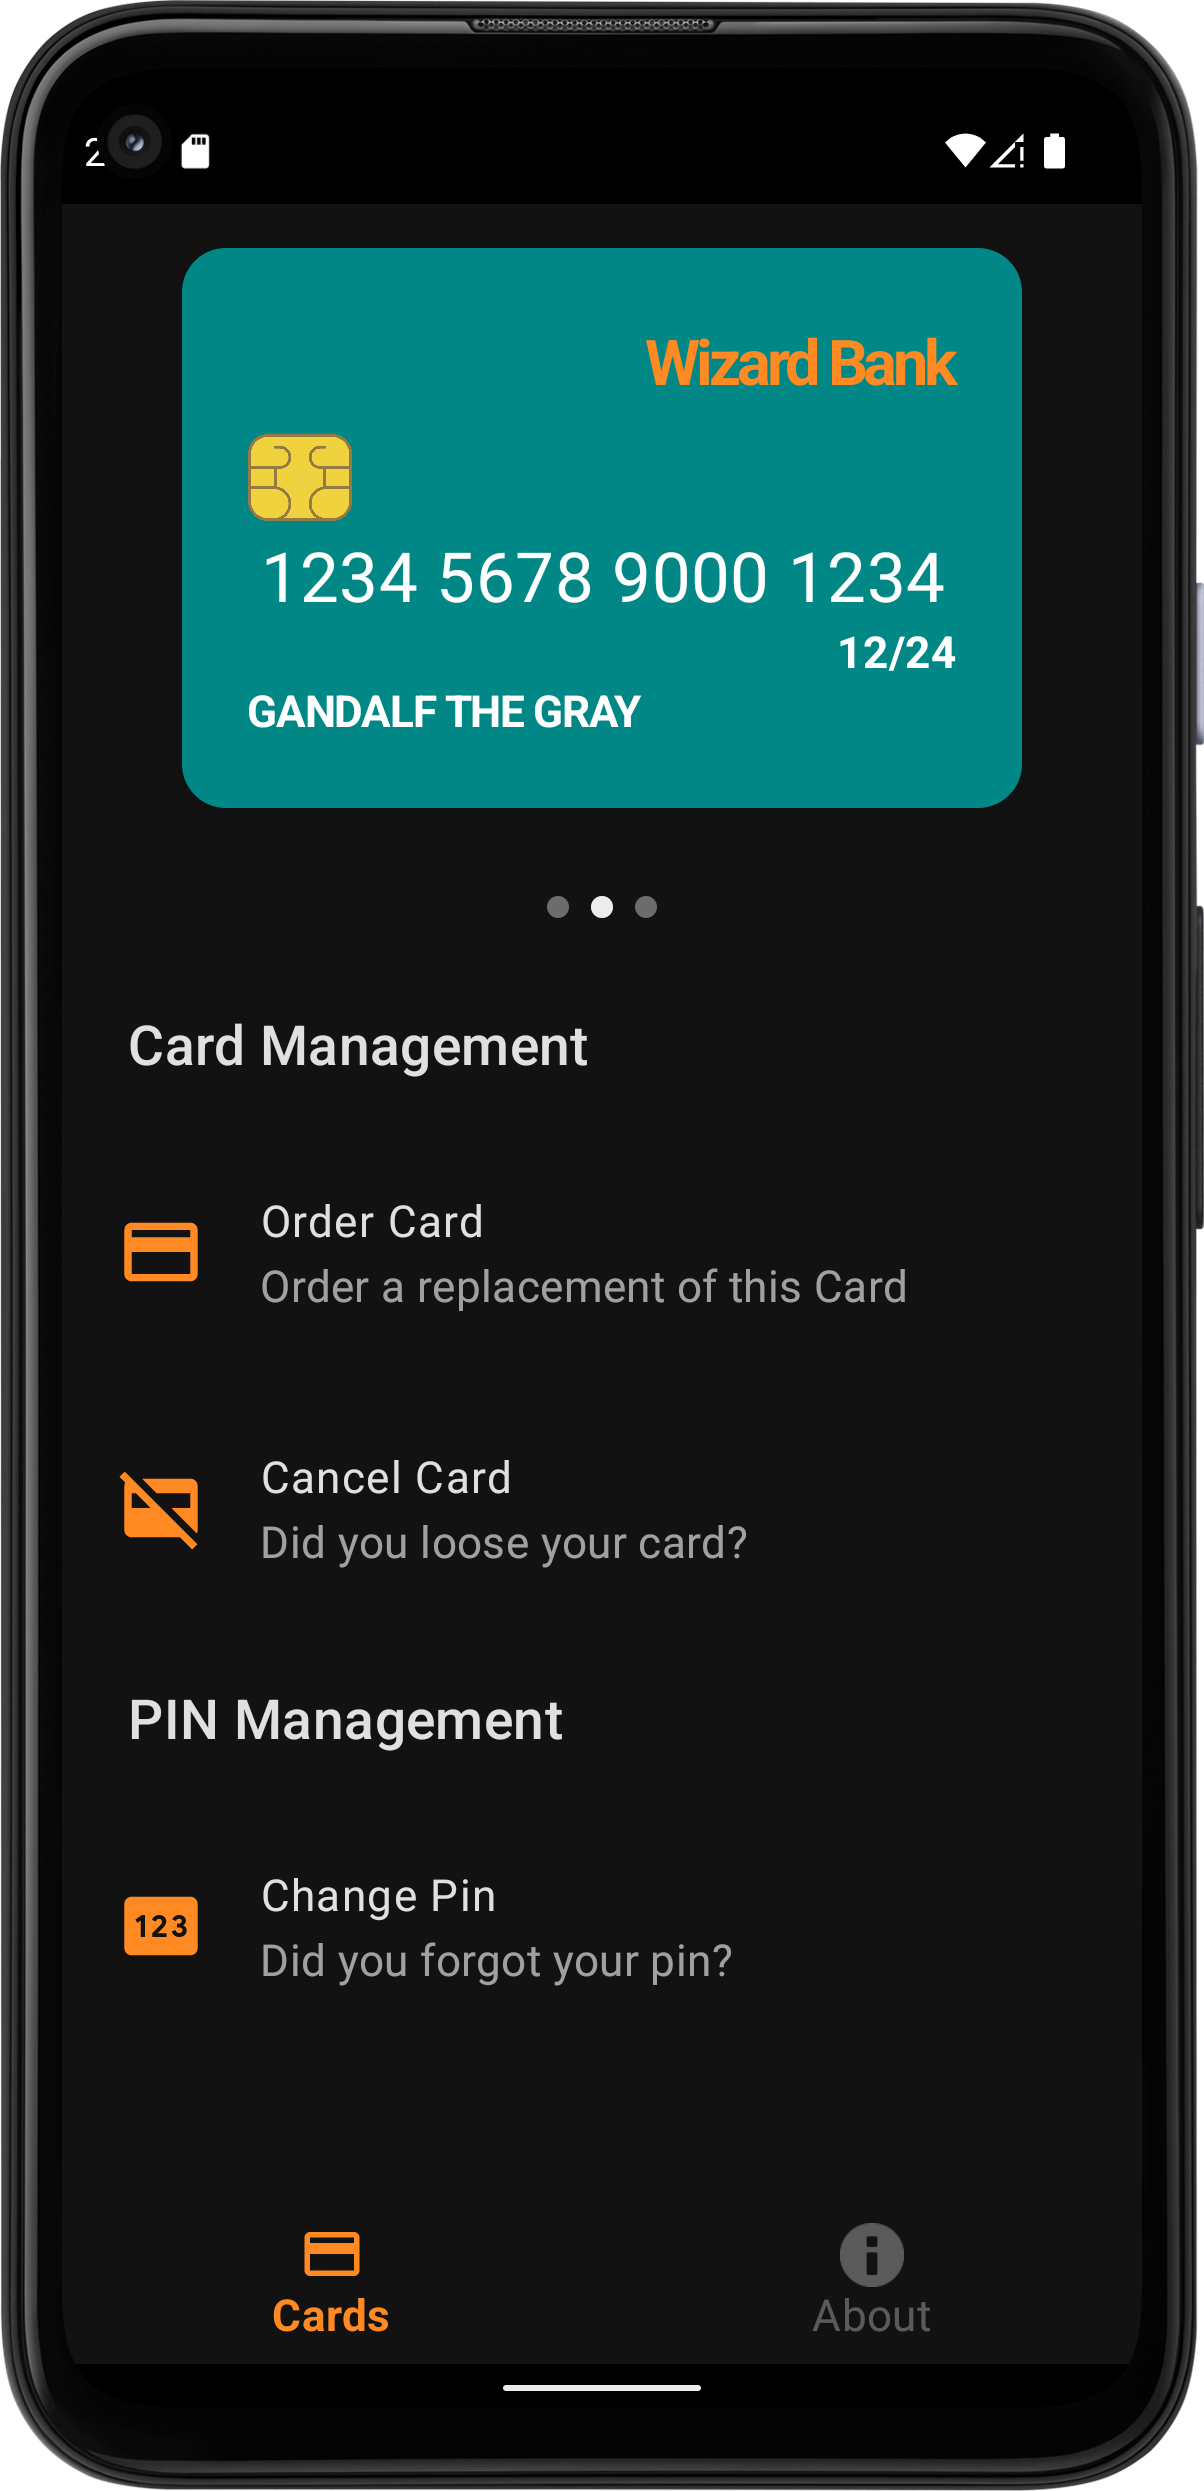 Wizard Bank
1234 5678 9000 1234
12/24
GANDALF THE GRAY
Card Management
Order Card
Order a replacement of this Card
Cancel Card
Did you loose your card?
PIN Management
123
Change Pin
Did you forgot your pin?
Cards
About